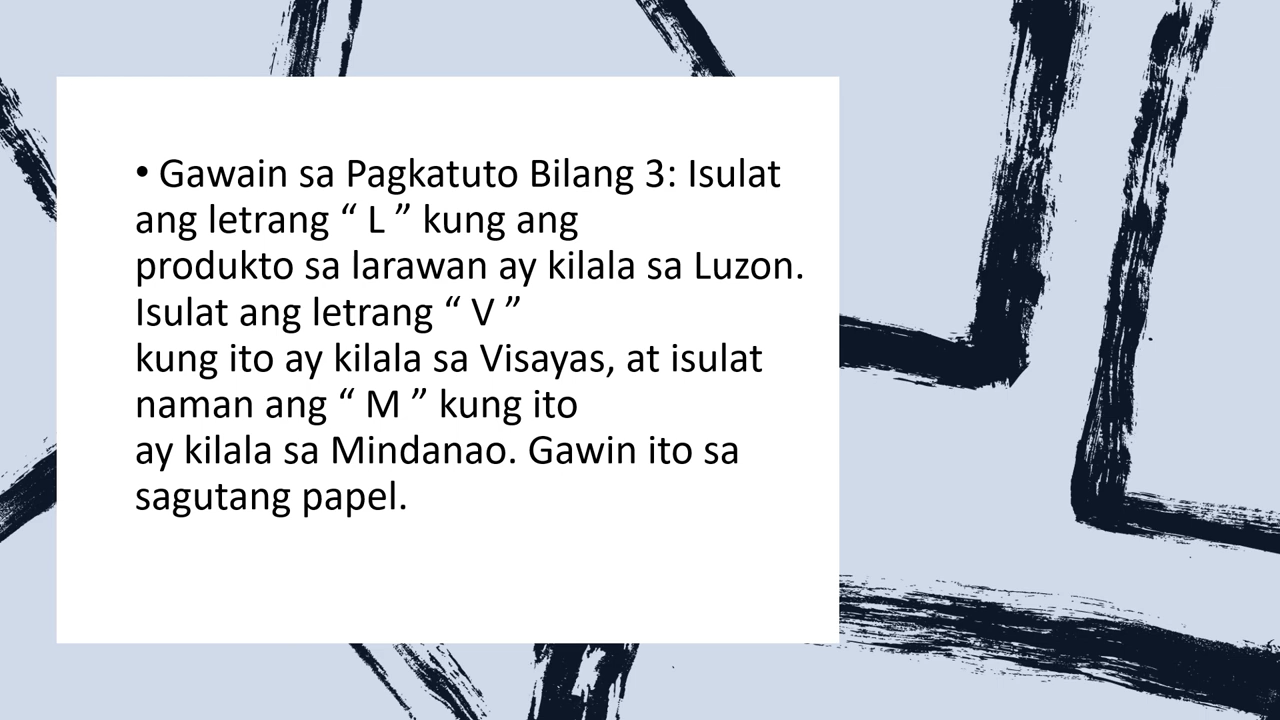 • Gawain sa Pagkatuto Bilang 3: Isulat
ang letrang “ L ” kung ang
produkto sa larawan ay kilala sa Luzon.
Isulat ang letrang “ V ”
kung ito ay kilala sa Visayas, at isulat
naman ang “ M ” kung ito
ay kilala sa Mindanao. Gawin ito sa
sagutang papel.